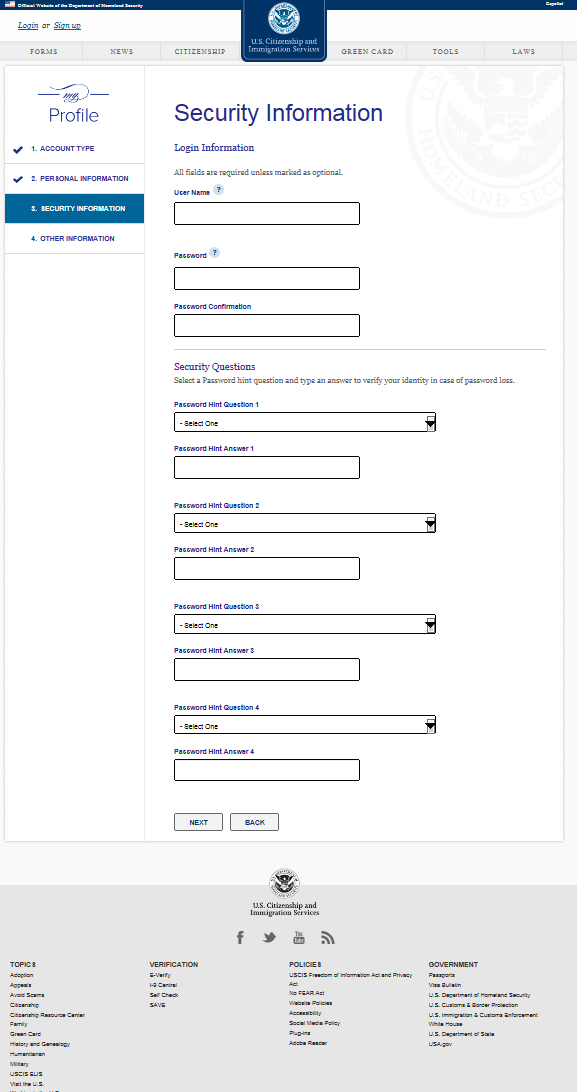 Official Website of the Department of Homeland Security
Español
Login or Sign up
U.S. Citizenship and
Immigration Services
FORMS NEWS CITIZENSHIP GREEN CARD TOOLS LAWS
my
Profile
1. ACCOUNT TYPE
2. PERSONAL INFORMATION
3. SECURITY INFORMATION
4. OTHER INFORMATION
Security Information
Login Information
All fields are required unless marked as optional.
User Name ?
Password ?
Password Confirmation
Security Questions
Select a Password hint question and type an answer to verify your identity in case of password loss.
Password Hint Question 1
- Select One
Password Hint Answer 1
Password Hint Question 2
- Select One
Password Hint Answer 2
Password Hint Question 3
- Select One
Password Hint Answer 3
Password Hint Question 4
- Select One
Password Hint Answer 4
NEXT BACK
U.S. Citizenship and
Immigration Services
You
Tube
TOPICS
Adoption
Appeals
Avoid Scams
Citizenship
Citizenship Resource Center
Family
Green Card
History and Genealogy
Humanitarian
Military
USCIS ELIS
Visit the U.S.
VERIFICATION
E-Verify
I-9 Central
Self Check
SAVE
POLICIES
USCIS Freedom of Information Act and Privacy
Act
No FEAR Act
Website Policies
Accessibility
Social Media Policy
Plug-ins
Adobe Reader
GOVERNMENT
Passports
Visa Bulletin
U.S. Department of Homeland Security
U.S. Customs & Border Protection
U.S. Immigration & Customs Enforcement
White House
U.S. Department of State
USA.gov